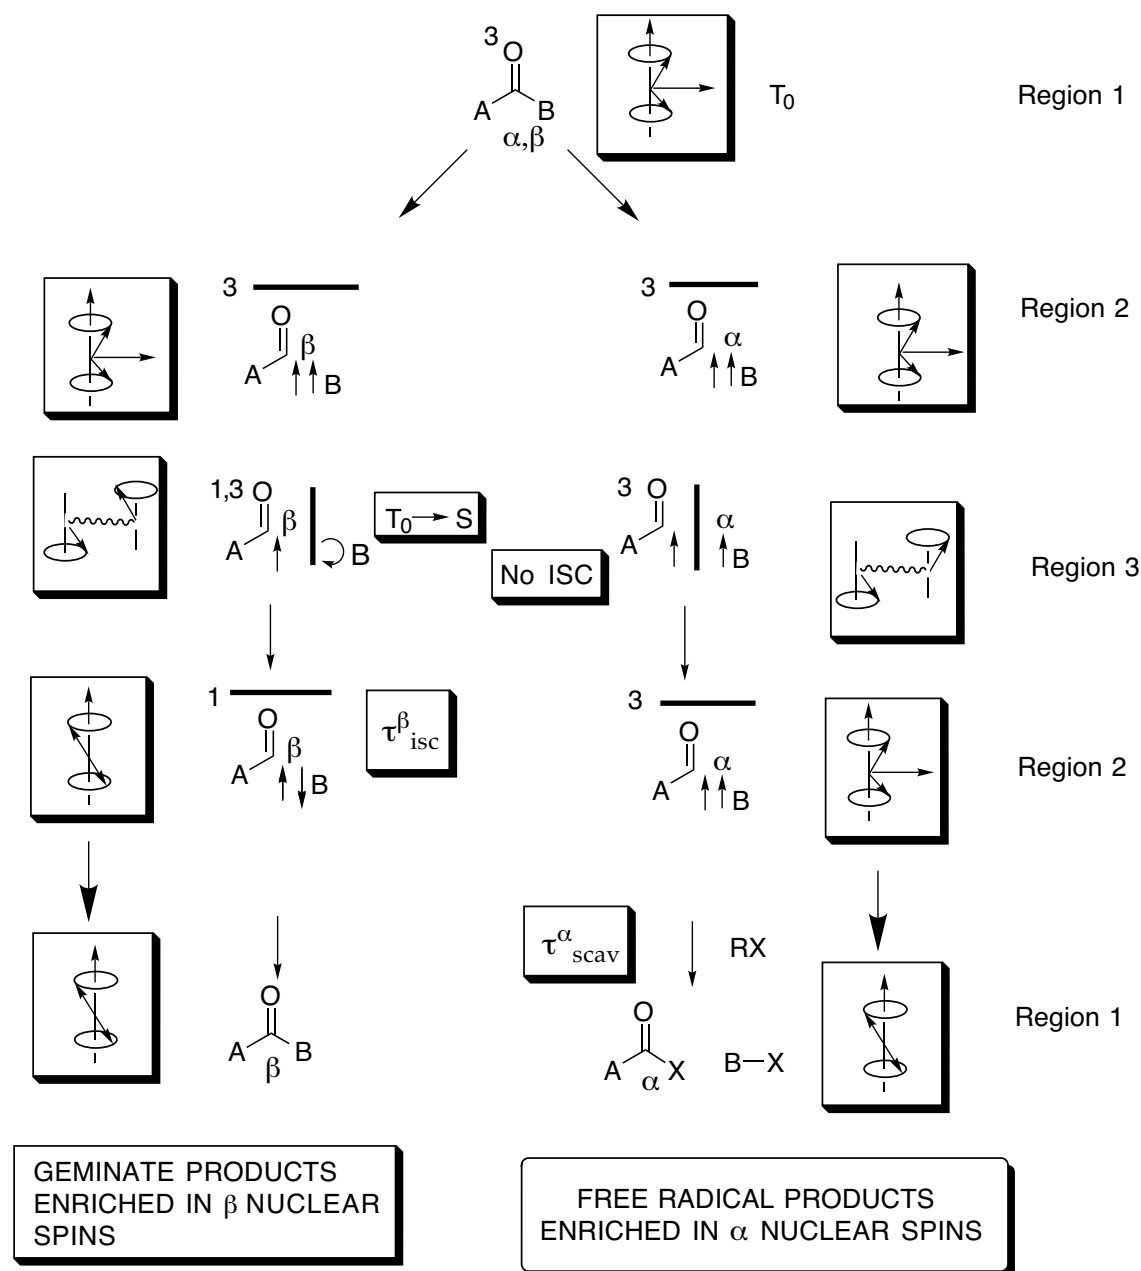 3 O
A B
α,β
T0
Region 1
3
O
β
A B
3
O
α
A B
Region 2
1,3 O
β
A B
T0 → S
No ISC
3 O
α
A B
Region 3
1
O
β
A B
τβisc
3
O
α
A B
Region 2
O
A B
β
ταscav
RX
O
A X
α
B—X
Region 1
GEMINATE PRODUCTS
ENRICHED IN β NUCLEAR
SPINS
FREE RADICAL PRODUCTS
ENRICHED IN α NUCLEAR SPINS